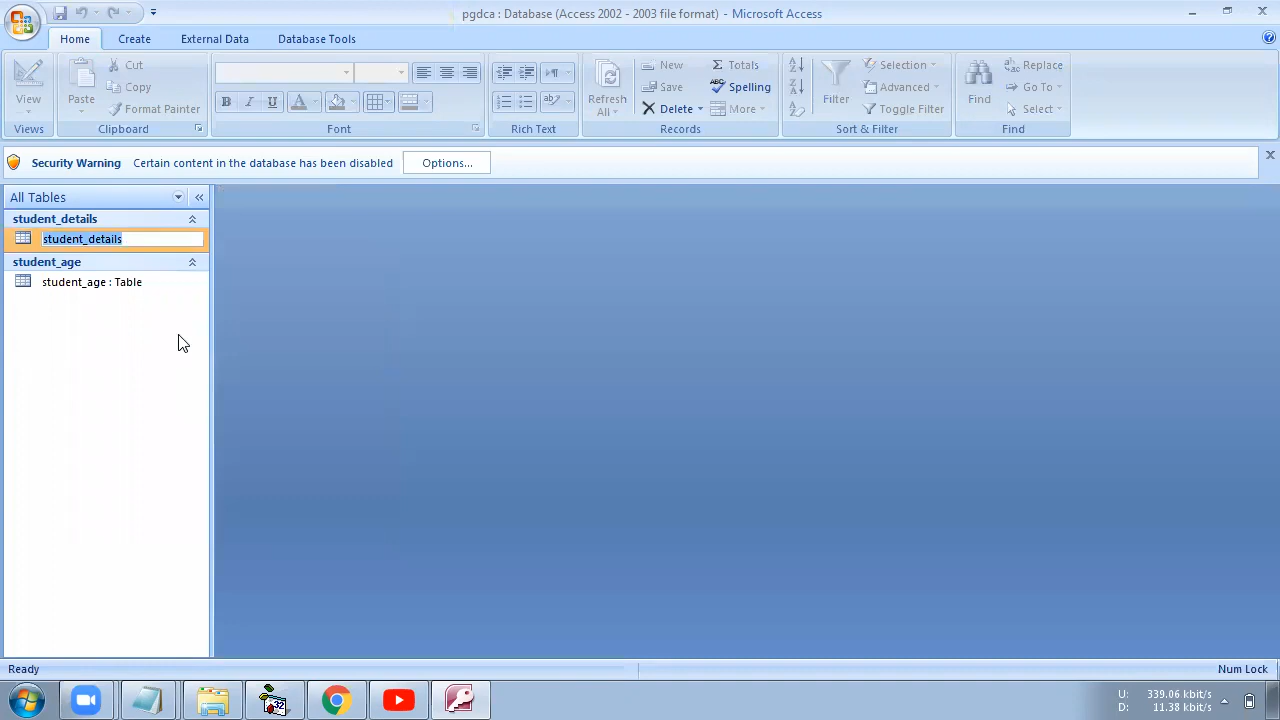 pgdca : Database (Access 2002 - 2003 file format) - Microsoft Access
Home Create External Data Database Tools
View
Views
Paste
Cut
Copy
Format Painter
Clipboard
B I U A
Font
Rich Text
Refresh All
New
Save
Delete
Totals
Spelling
More
Records
Filter
Selection
Advanced
Toggle Filter
Sort & Filter
Find
Replace
Go To
Select
Find
Security Warning Certain content in the database has been disabled Options...
All Tables
student_details
student_details
student_age
student_age : Table
Ready Num Lock
U: 339.06 kbit/s
D: 11.38 kbit/s